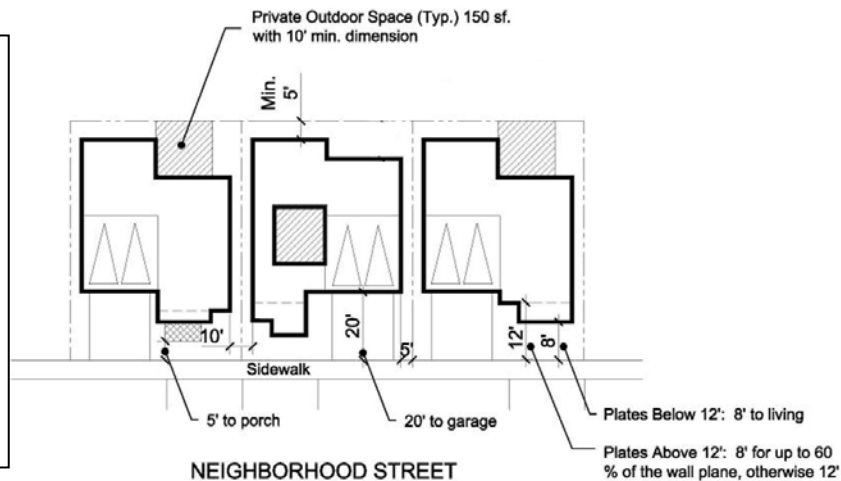 Private Outdoor Space (Typ.) 150 sf.
with 10' min. dimension
Min.
5'
10'
20'
5'
12'
8'
Sidewalk
5' to porch
20' to garage
Plates Below 12': 8' to living
Plates Above 12': 8' for up to 60
% of the wall plane, otherwise 12'
NEIGHBORHOOD STREET